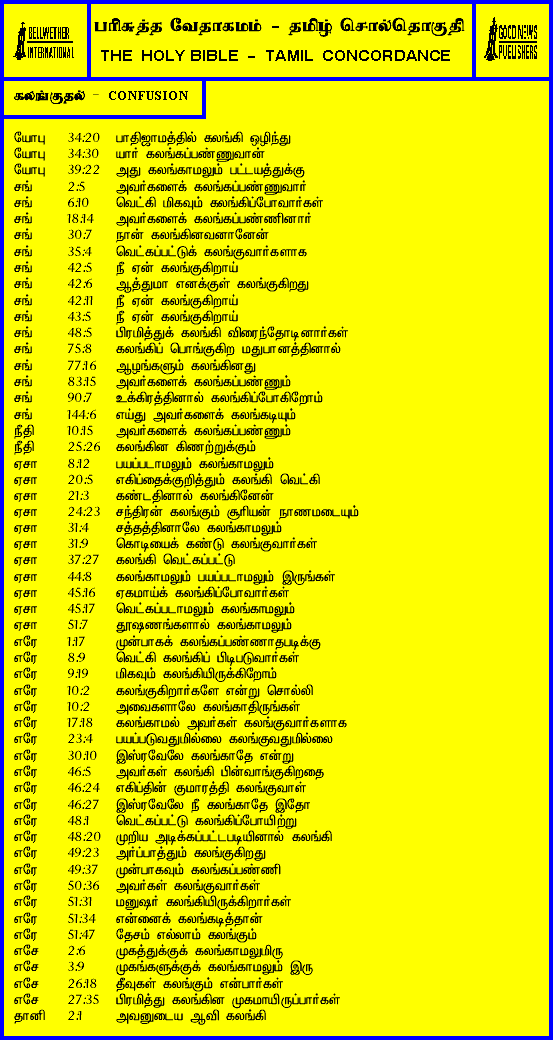 BELLWETHER INTERNATIONAL
பரிசுத்த வேதாகமம் - தமிழ் சொல்தொகுதி
THE HOLY BIBLE - TAMIL CONCORDANCE
GOOD NEWS PUBLISHERS
கலங்குதல் - CONFUSION
யோபு 34:20 பாதிஜாமத்தில் கலங்கி ஒழிந்து
யோபு 34:30 யார் கலங்கப்பண்ணுவான்
யோபு 39:22 அது கலங்காமலும் பட்டயத்துக்கு
சங் 2:5 அவர்களைக் கலங்கப்பண்ணுவார்
சங் 6:10 வெட்கி மிகவும் கலங்கிப்போவார்கள்
சங் 18:14 அவர்களைக் கலங்கப்பண்ணினார்
சங் 30:7 நான் கலங்கினவனானேன்
சங் 35:4 வெட்கப்பட்டுக் கலங்குவார்களாக
சங் 42:5 நீ ஏன் கலங்குகிறாய்
சங் 42:6 ஆத்துமா எனக்குள் கலங்குகிறது
சங் 42:11 நீ ஏன் கலங்குகிறாய்
சங் 43:5 நீ ஏன் கலங்குகிறாய்
சங் 48:5 பிரமித்துக் கலங்கி விரைந்தோடினார்கள்
சங் 75:8 கலங்கிப் பொங்குகிற மதுபானத்தினால்
சங் 77:16 ஆழங்களும் கலங்கினது
சங் 83:15 அவர்களைக் கலங்கப்பண்ணும்
சங் 90:7 உக்கிரத்தினால் கலங்கிப்போகிறோம்
சங் 144:6 எய்து அவர்களைக் கலங்கடியும்
நீதி 10:15 அவர்களைக் கலங்கப்பண்ணும்
நீதி 25:26 கலங்கின கிணற்றுக்கும்
ஏசா 8:12 பயப்படாமலும் கலங்காமலும்
ஏசா 20:5 எகிப்தைக்குறித்தும் கலங்கி வெட்கி
ஏசா 21:3 கண்டதினால் கலங்கினேன்
ஏசா 24:23 சந்திரன் கலங்கும் சூரியன் நாணமடையும்
ஏசா 31:4 சத்தத்தினாலே கலங்காமலும்
ஏசா 31:9 கொடியைக் கண்டு கலங்குவார்கள்
ஏசா 37:27 கலங்கி வெட்கப்பட்டு
ஏசா 44:8 கலங்காமலும் பயப்படாமலும் இருங்கள்
ஏசா 45:16 ஏகமாய்க் கலங்கிப்போவார்கள்
ஏசா 45:17 வெட்கப்படாமலும் கலங்காமலும்
ஏசா 51:7 தூஷணங்களால் கலங்காமலும்
எரே 1:17 முன்பாகக் கலங்கப்பண்ணாதபடிக்கு
எரே 8:9 வெட்கி கலங்கிப் பிடிபடுவார்கள்
எரே 9:19 மிகவும் கலங்கியிருக்கிறோம்
எரே 10:2 கலங்குகிறார்களே என்று சொல்லி
எரே 10:2 அவைகளாலே கலங்காதிருங்கள்
எரே 17:18 கலங்காமல் அவர்கள் கலங்குவார்களாக
எரே 23:4 பயப்படுவதுமில்லை கலங்குவதுமில்லை
எரே 30:10 இஸ்ரவேலே கலங்காதே என்று
எரே 46:5 அவர்கள் கலங்கி பின்வாங்குகிறதை
எரே 46:24 எகிப்தின் குமாரத்தி கலங்குவாள்
எரே 46:27 இஸ்ரவேலே நீ கலங்காதே இதோ
எரே 48:1 வெட்கப்பட்டு கலங்கிப்போயிற்று
எரே 48:20 முறிய அடிக்கப்பட்டபடியினால் கலங்கி
எரே 49:23 அர்ப்பாத்தும் கலங்குகிறது
எரே 49:37 முன்பாகவும் கலங்கப்பண்ணி
எரே 50:36 அவர்கள் கலங்குவார்கள்
எரே 51:31 மனுஷர் கலங்கியிருக்கிறார்கள்
எரே 51:34 என்னைக் கலங்கடித்தான்
எரே 51:47 தேசம் எல்லாம் கலங்கும்
எசே 2:6 முகத்துக்குக் கலங்காமலுமிரு
எசே 3:9 முகங்களுக்குக் கலங்காமலும் இரு
எசே 26:18 தீவுகள் கலங்கும் என்பார்கள்
எசே 27:35 பிரமித்து கலங்கின முகமாயிருப்பார்கள்
தானி 2:1 அவனுடைய ஆவி கலங்கி